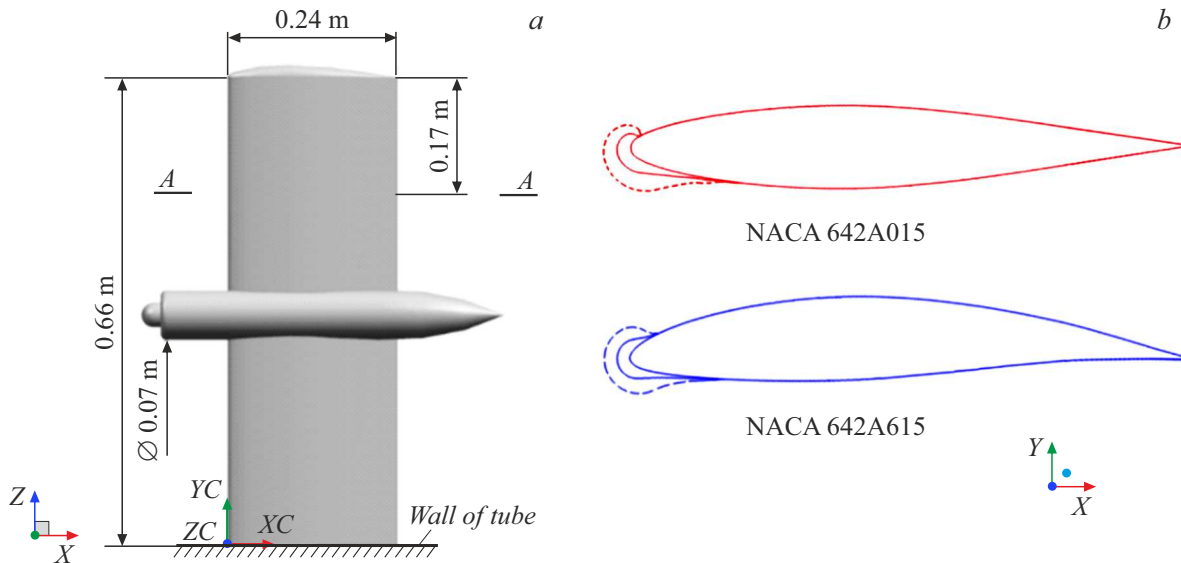 0.24 m
a
b
0.17 m
A
A
NACA 642A015
0.66 m
Ø 0.07 m
NACA 642A615
YC
Z
ZC
XC
Wall of tube
X
Y
X